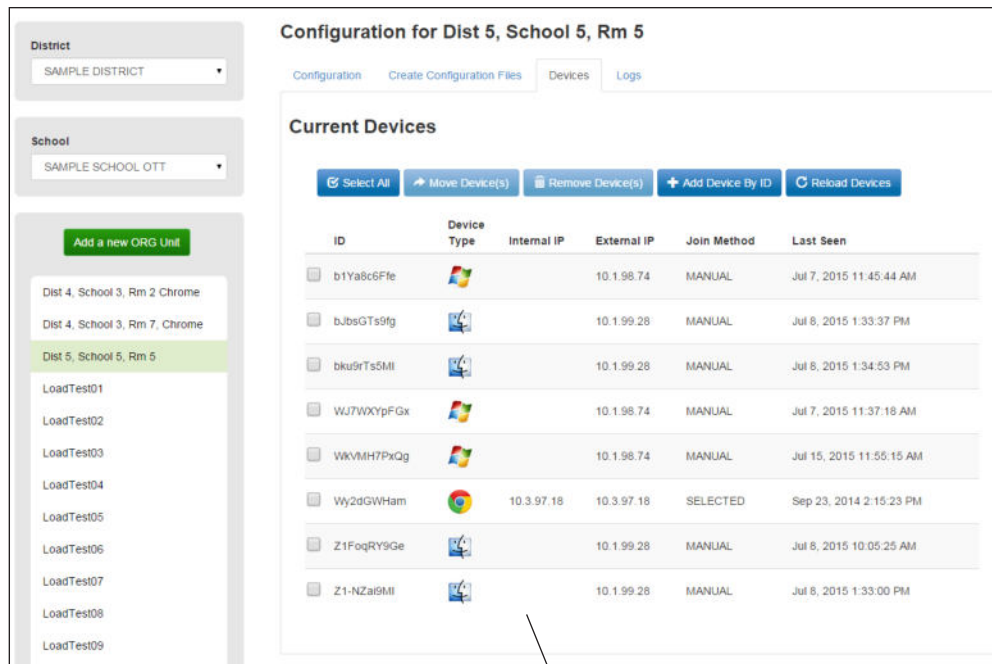 District
SAMPLE DISTRICT
School
SAMPLE SCHOOL OTT
Add a new ORG Unit
Dist 4, School 3, Rm 2 Chrome
Dist 4, School 3, Rm 7, Chrome
Dist 5, School 5, Rm 5
LoadTest01
LoadTest02
LoadTest03
LoadTest04
LoadTest05
LoadTest06
LoadTest07
LoadTest08
LoadTest09
Configuration for Dist 5, School 5, Rm 5
Configuration Create Configuration Files Devices Logs
Current Devices
Select All Move Device(s) Remove Device(s) Add Device By ID Reload Devices
ID Device Type Internal IP External IP Join Method Last Seen
b1Ya8c6Ffe 10.1.98.74 MANUAL Jul 7, 2015 11:45:44 AM
bJbsGTs9fg 10.1.99.28 MANUAL Jul 8, 2015 1:33:37 PM
bku9rTs5MI 10.1.99.28 MANUAL Jul 8, 2015 1:34:53 PM
WJ7WXYpFGx 10.1.98.74 MANUAL Jul 7, 2015 11:37:18 AM
WkVMH7PxQg 10.1.98.74 MANUAL Jul 15, 2015 11:55:15 AM
Wy2dGWHam 10.3.97.18 10.3.97.18 SELECTED Sep 23, 2014 2:15:23 PM
Z1FoqRY9Ge 10.1.99.28 MANUAL Jul 8, 2015 10:05:25 AM
Z1-NZai9MI 10.1.99.28 MANUAL Jul 8, 2015 1:33:00 PM